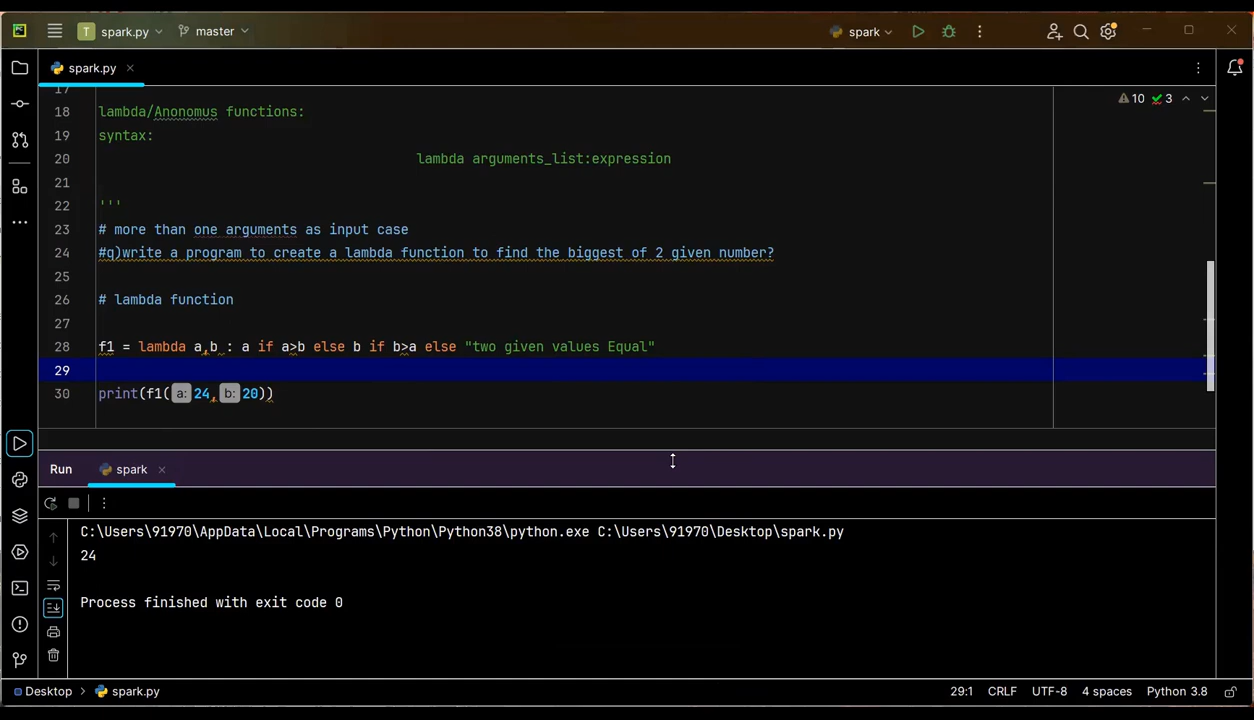 PC T spark.py master spark
spark.py
17
10 3
18 lambda/Anonomus functions:
19 syntax:
20 lambda arguments_list:expression
21
22 '''
23 # more than one arguments as input case
24 #q)write a program to create a lambda function to find the biggest of 2 given number?
25
26 # lambda function
27
28 f1 = lambda a,b : a if a>b else b if b>a else "two given values Equal"
29
30 print(f1(a: 24, b: 20))
Run spark
C:\Users\91970\AppData\Local\Programs\Python\Python38\python.exe C:\Users\91970\Desktop\spark.py
24
Process finished with exit code 0
Desktop > spark.py 29:1 CRLF UTF-8 4 spaces Python 3.8